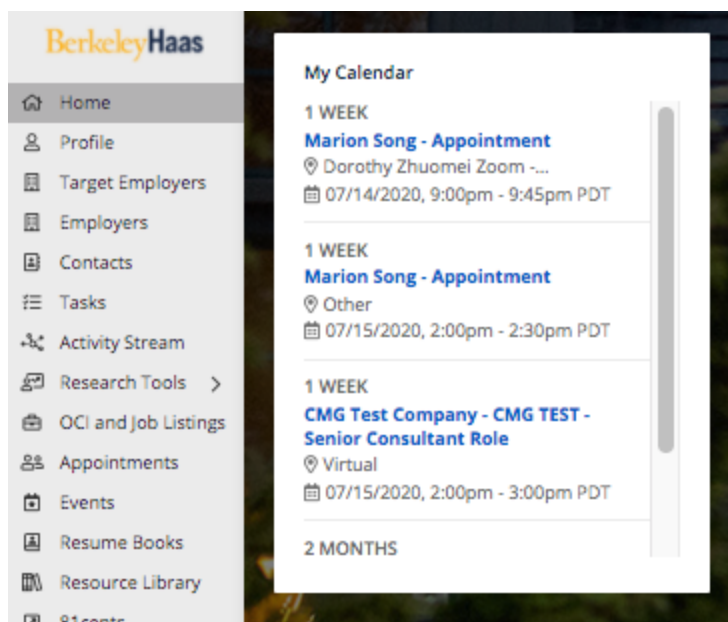 BerkeleyHaas
Home
Profile
Target Employers
Employers
Contacts
Tasks
Activity Stream
Research Tools
OCI and Job Listings
Appointments
Events
Resume Books
Resource Library
81cents
My Calendar
1 WEEK
Marion Song - Appointment
Dorothy Zhuomei Zoom -...
07/14/2020, 9:00pm - 9:45pm PDT
1 WEEK
Marion Song - Appointment
Other
07/15/2020, 2:00pm - 2:30pm PDT
1 WEEK
CMG Test Company - CMG TEST -
Senior Consultant Role
Virtual
07/15/2020, 2:00pm - 3:00pm PDT
2 MONTHS